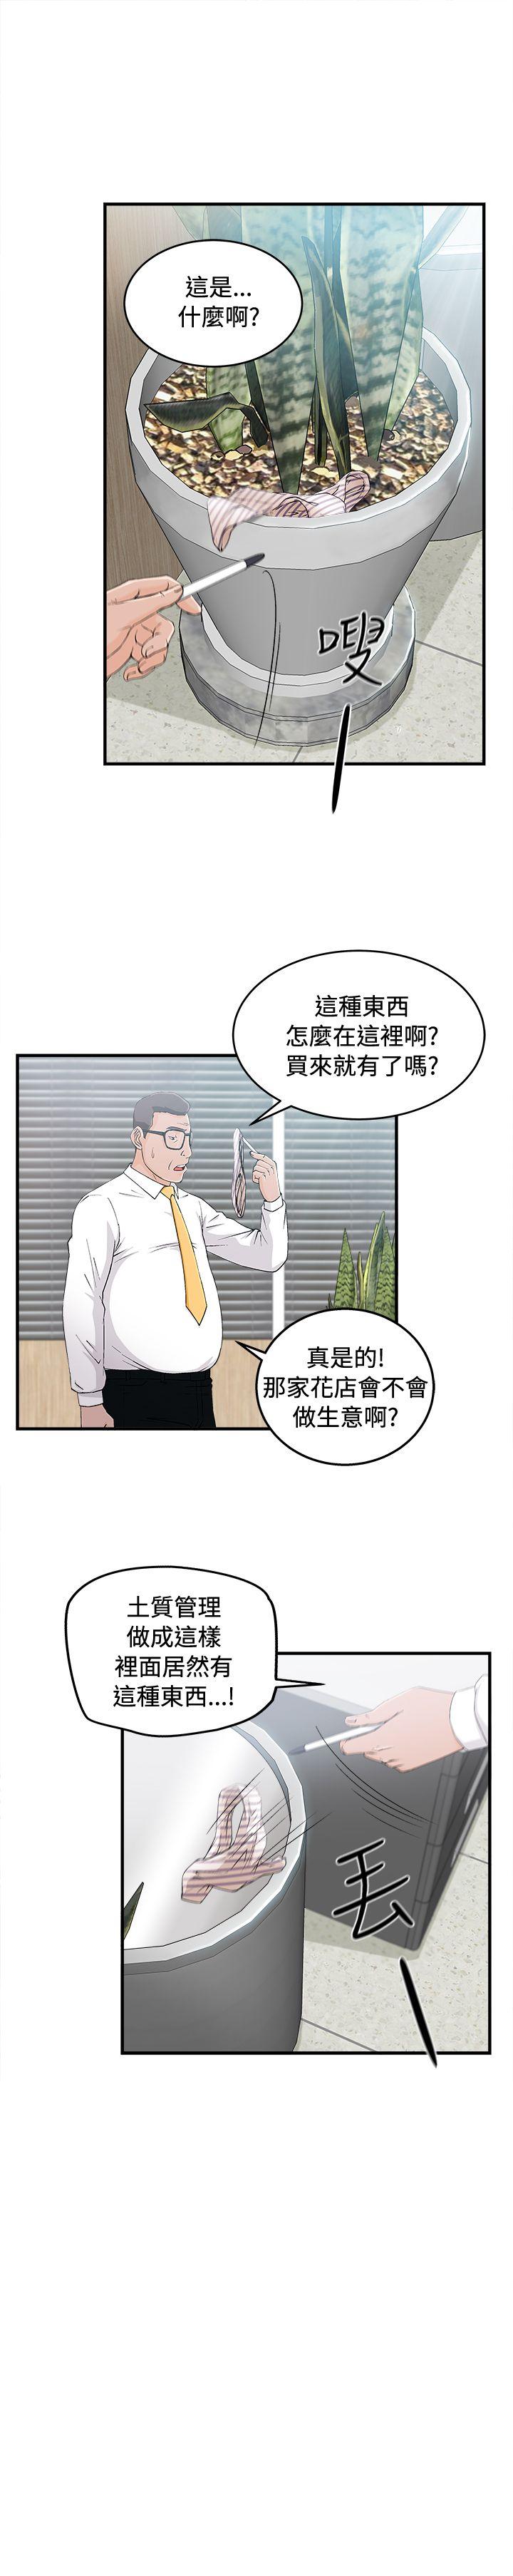 這是...
什麼啊?
嗖
這種東西
怎麼在這裡啊?
買來就有了嗎?
真是的!
那家花店會不會
做生意啊?
土質管理
做成這樣
裡面居然有
這種東西...!
丟